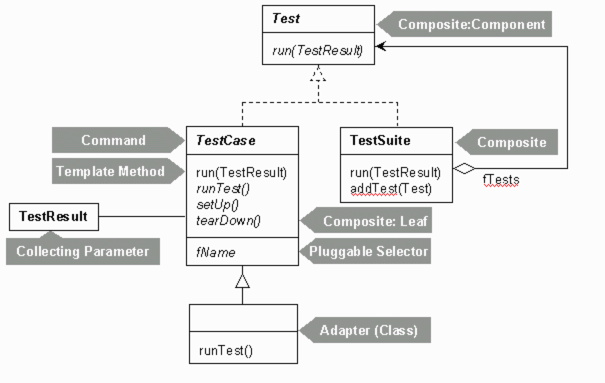 Test
Composite:Component
run(TestResult)
Command
TestCase
TestSuite
Composite
Template Method
run(TestResult)
runTest()
setUp()
tearDown()
run(TestResult)
addTest(Test)
fTests
TestResult
Composite: Leaf
Collecting Parameter
fName
Pluggable Selector
Adapter (Class)
runTest()